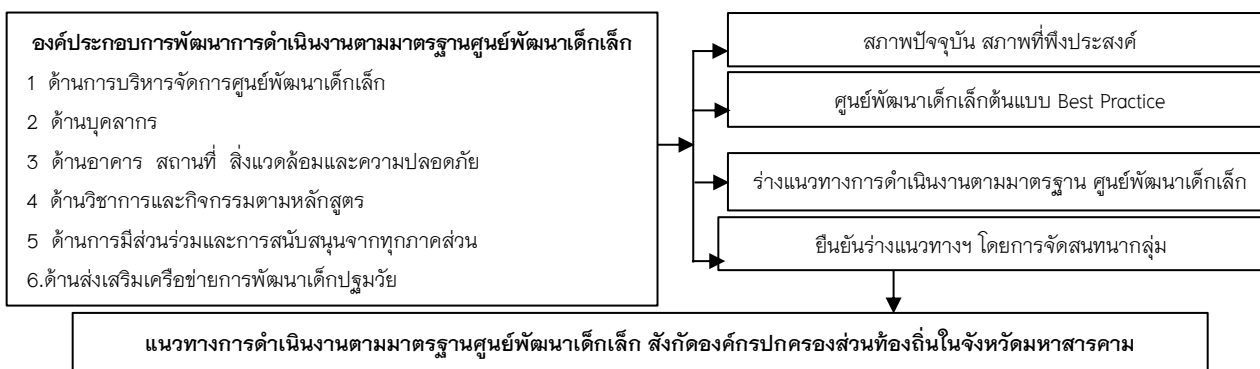 องค์ประกอบการพัฒนาการดำเนินงานตามมาตรฐานศูนย์พัฒนาเด็กเล็ก
1 ด้านการบริหารจัดการศูนย์พัฒนาเด็กเล็ก
2 ด้านบุคลากร
3 ด้านอาคาร สถานที่ สิ่งแวดล้อมและความปลอดภัย
4 ด้านวิชาการและกิจกรรมตามหลักสูตร
5 ด้านการมีส่วนร่วมและการสนับสนุนจากทุกภาคส่วน
6.ด้านส่งเสริมเครือข่ายการพัฒนาเด็กปฐมวัย
สภาพปัจจุบัน สภาพที่พึงประสงค์
ศูนย์พัฒนาเด็กเล็กต้นแบบ Best Practice
ร่างแนวทางการดำเนินงานตามมาตรฐาน ศูนย์พัฒนาเด็กเล็ก
ยืนยันร่างแนวทางฯ โดยการจัดสนทนากลุ่ม
แนวทางการดำเนินงานตามมาตรฐานศูนย์พัฒนาเด็กเล็ก สังกัดองค์กรปกครองส่วนท้องถิ่นในจังหวัดมหาสารคาม